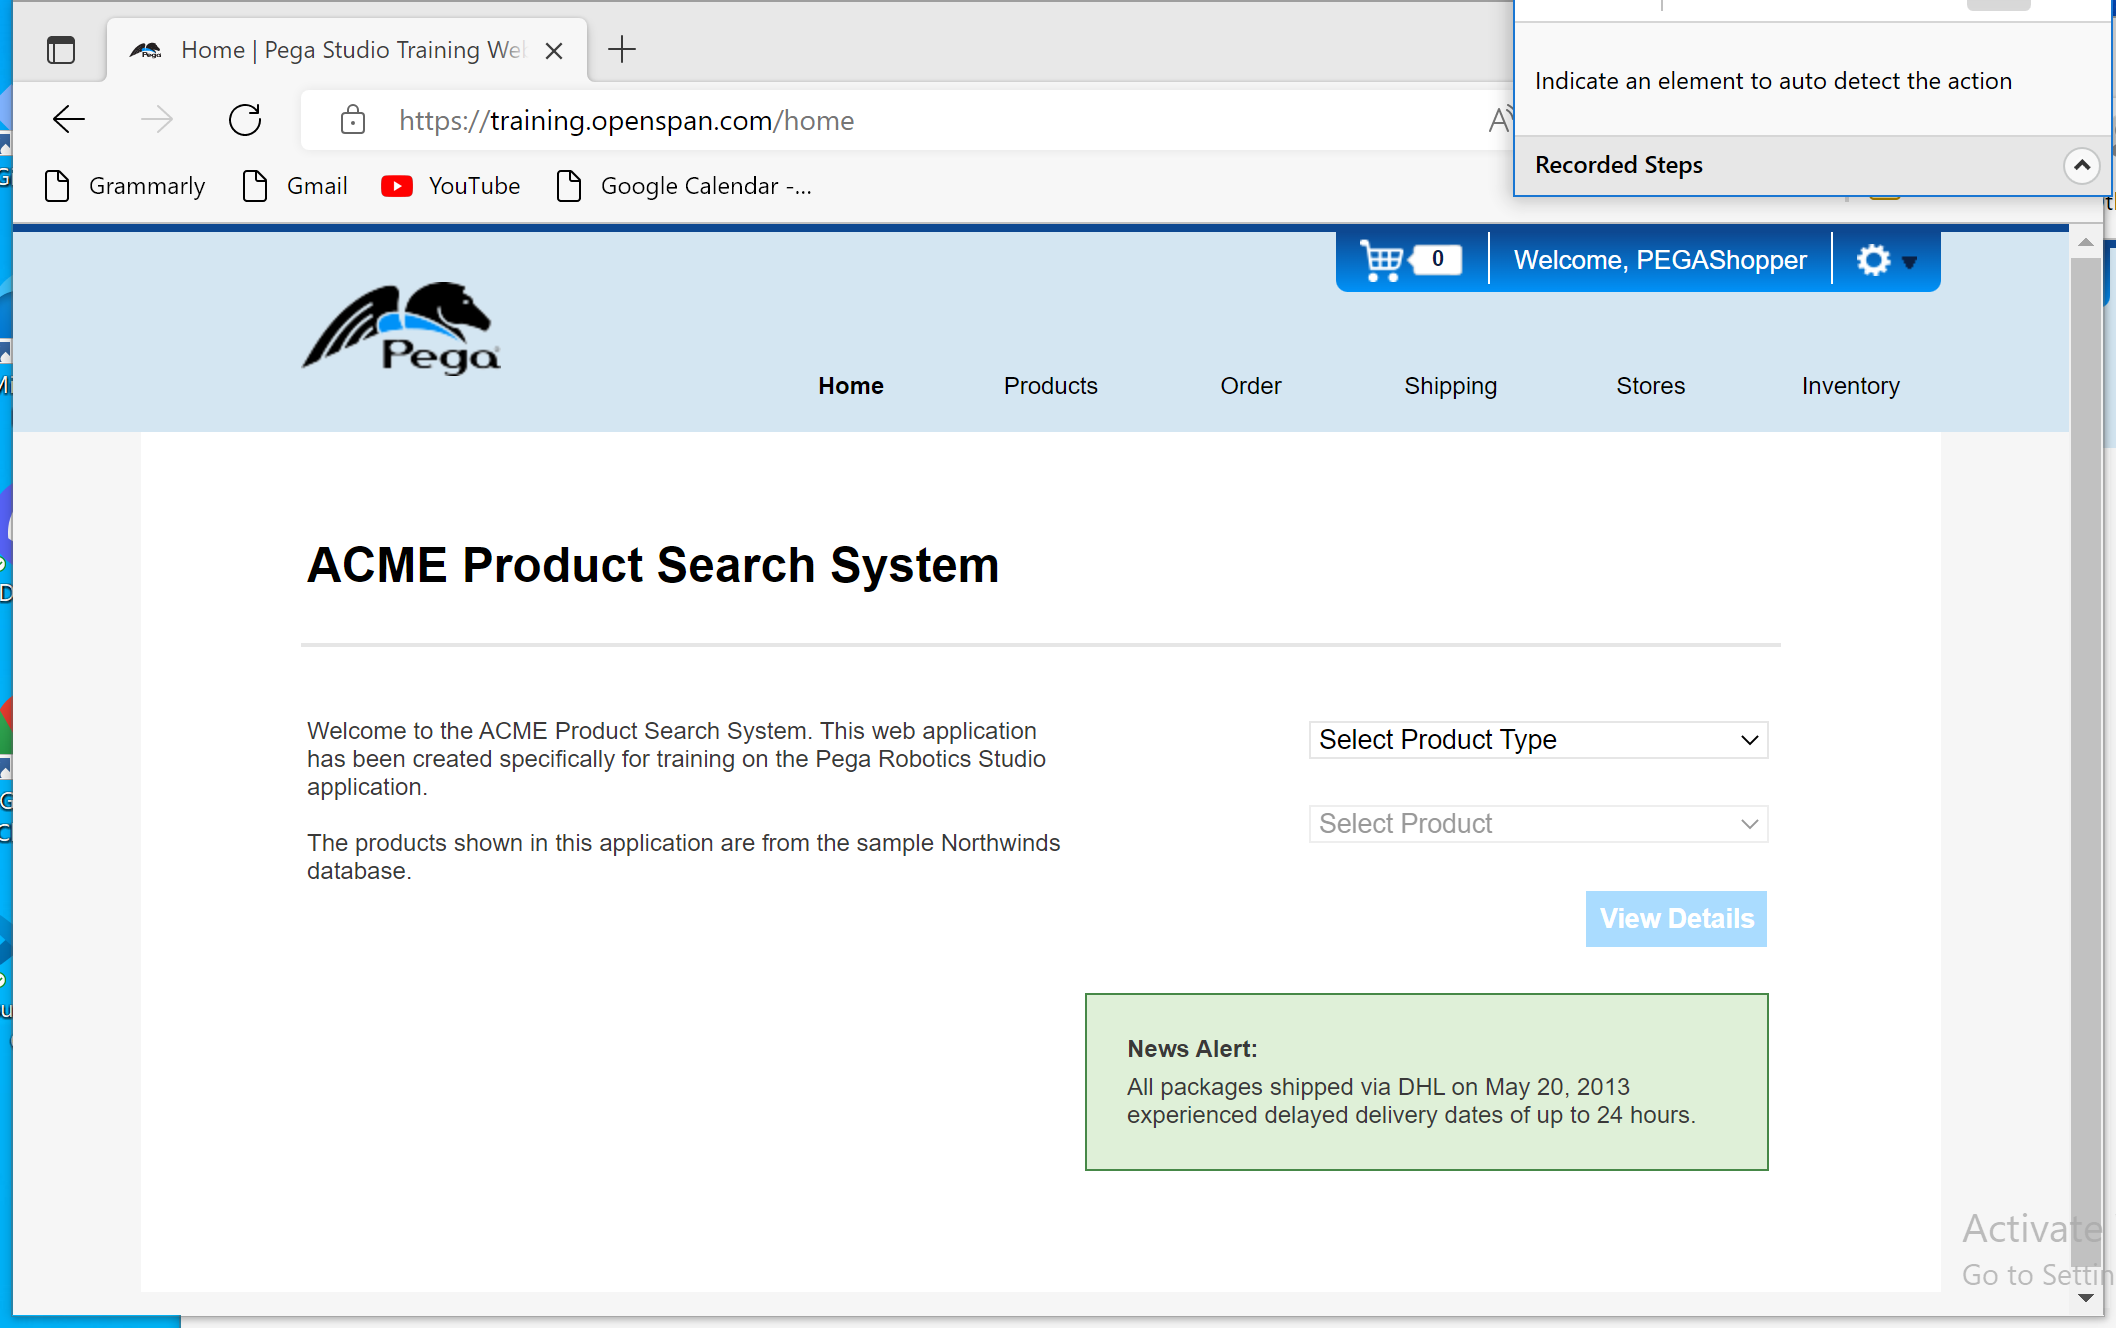 Home | Pega Studio Training We
Indicate an element to auto detect the action
https://training.openspan.com/home
Recorded Steps
Grammarly
Gmail
YouTube
Google Calendar -...
0
Welcome, PEGAShopper
Pega
Home
Products
Order
Shipping
Stores
Inventory
ACME Product Search System
Welcome to the ACME Product Search System. This web application
has been created specifically for training on the Pega Robotics Studio
application.
The products shown in this application are from the sample Northwinds
database.
Select Product Type
Select Product
View Details
News Alert:
All packages shipped via DHL on May 20, 2013
experienced delayed delivery dates of up to 24 hours.
Activate
Go to Settin